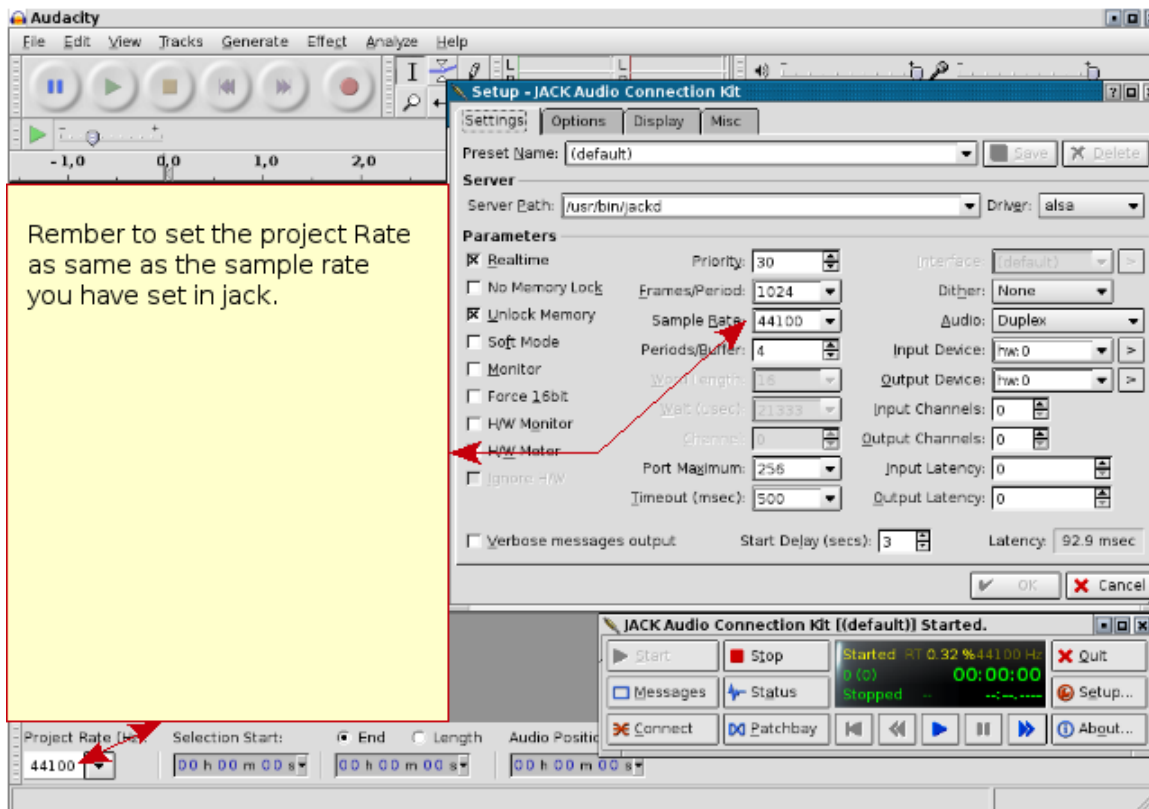 Audacity
File Edit View Tracks Generate Effect Analyze Help
L
L
-1,0 0,0 1,0 2,0
Rember to set the project Rate
as same as the sample rate
you have set in jack.
Setup - JACK Audio Connection Kit
Settings Options Display Misc
Preset Name: (default) Save Delete
Server
Server Path: /usr/bin/jackd Driver: alsa
Parameters
Realtime Priority: 30 Interface: (default) >
No Memory Lock Frames/Period: 1024 Dither: None
Unlock Memory Sample Rate: 44100 Audio: Duplex
Soft Mode Periods/Buffer: 4 Input Device: hw:0 >
Monitor Word Length: 16 Output Device: hw:0 >
Force 16bit Wait (usec): 21333 Input Channels: 0
H/W Monitor Channel: 0 Output Channels: 0
H/W Meter Port Maximum: 256 Input Latency: 0
Ignore H/W Timeout (msec): 500 Output Latency: 0
Verbose messages output Start Delay (secs): 3 Latency: 92.9 msec
OK Cancel
JACK Audio Connection Kit [(default)] Started.
Start Stop Started RT 0.32 % 44100 Hz Quit
0 (0) 00:00:00
Messages Status Stopped -- --:--.---- Setup...
Connect Patchbay About...
Project Rate [Hz]: Selection Start: End Length Audio Positio
44100 00 h 00 m 00 s 00 h 00 m 00 s 00 h 00 m 00 s